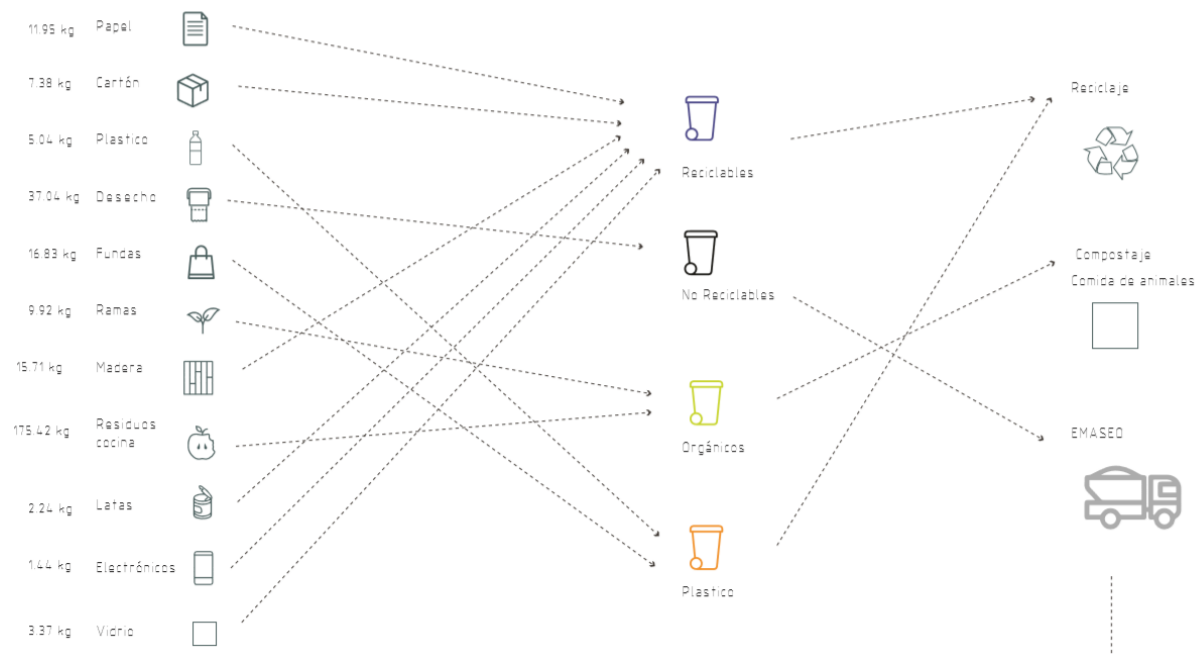 11.95 kg Papel
7.38 kg Cartón
5.04 kg Plastico
37.04 kg Desecho
16.83 kg Fundas
9.92 kg Ramas
15.71 kg Madera
175.42 kg Residuos
cocina
2.24 kg Latas
1.44 kg Electrónicos
3.37 kg Vidrio
Reciclables
No Reciclables
Orgánicos
Plastico
Reciclaje
Compostaje
Comida de animales
EMASEO